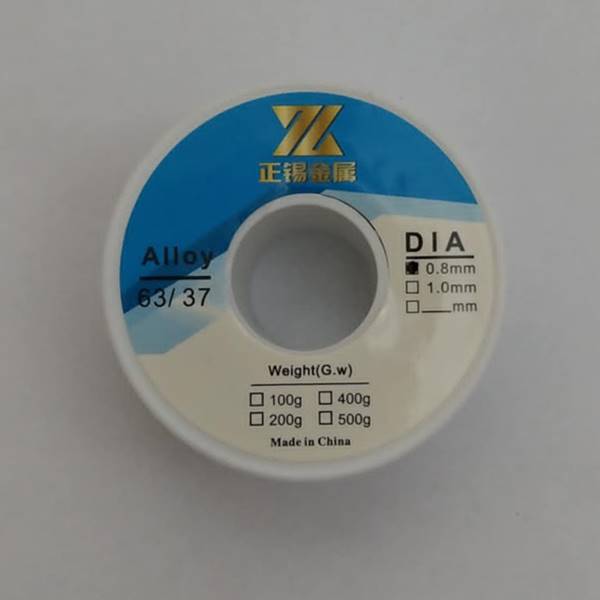 正锡金属
Alloy
63/37
DIA
0.8mm
1.0mm
___mm
Weight(G.w)
100g 400g
200g 500g
Made in China